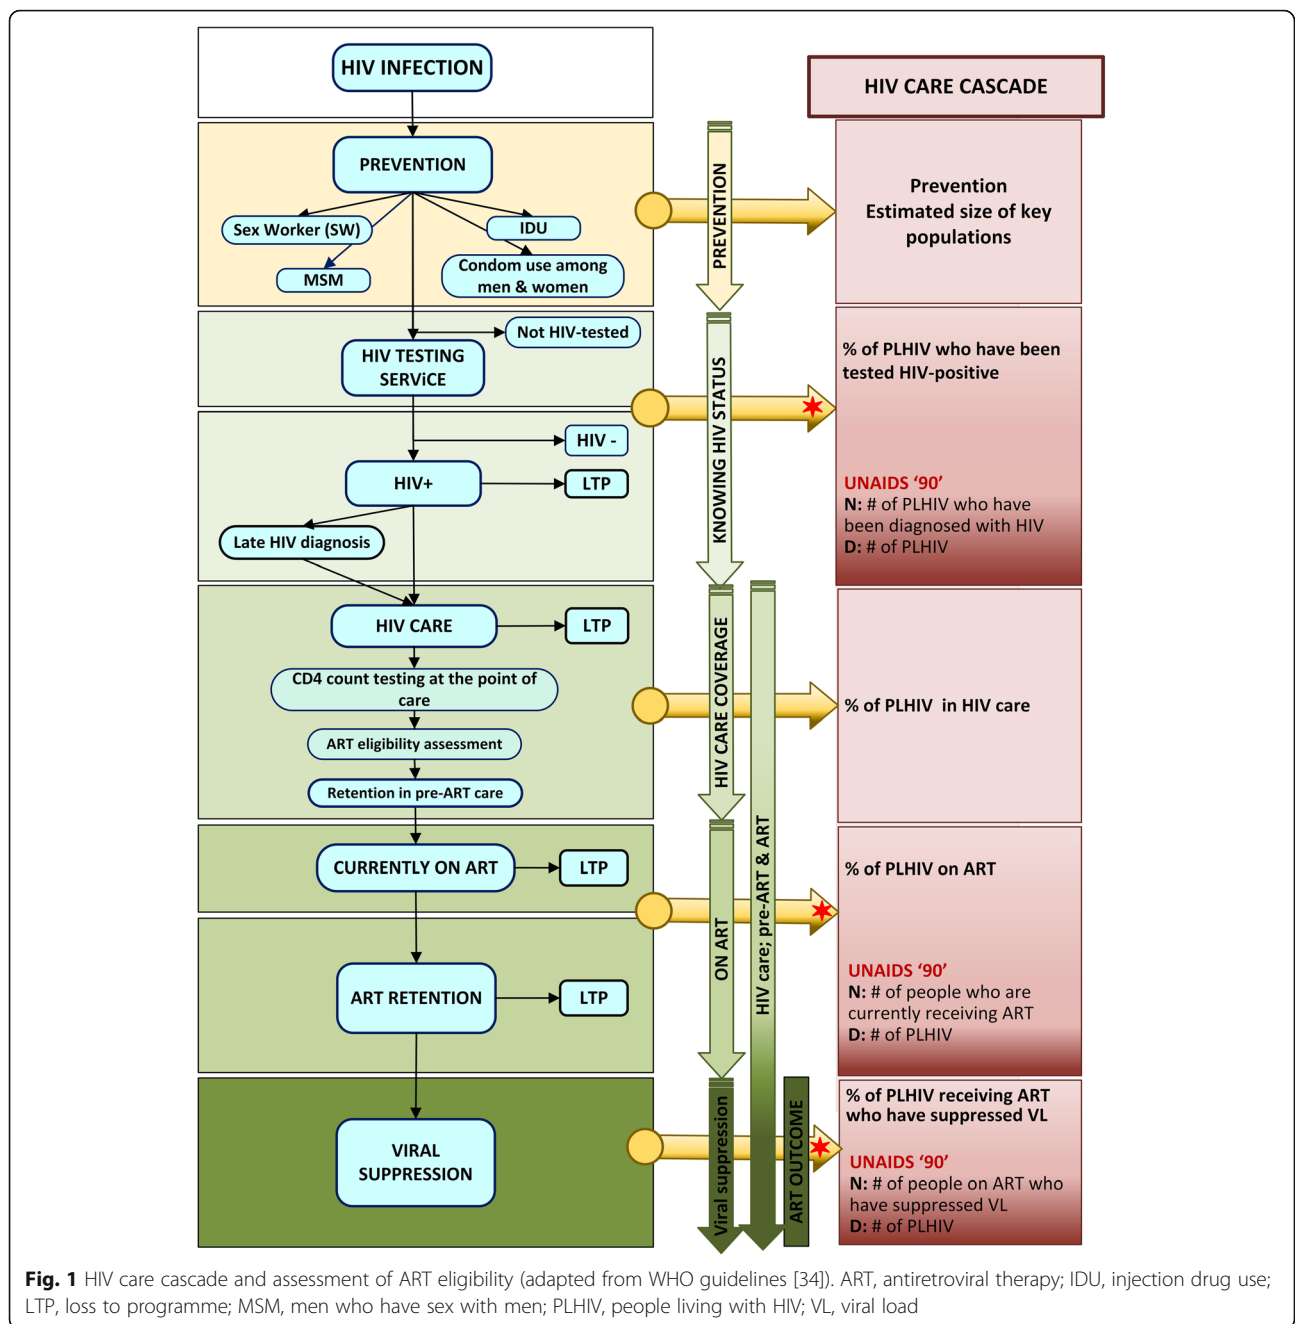 HIV INFECTION
PREVENTION
Sex Worker (SW)
IDU
MSM
Condom use among
men & women
Not HIV-tested
HIV TESTING
SERViCE
HIV -
HIV+
LTP
Late HIV diagnosis
HIV CARE
LTP
CD4 count testing at the point of
care
ART eligibility assessment
Retention in pre-ART care
CURRENTLY ON ART
LTP
ART RETENTION
LTP
VIRAL
SUPPRESSION
PREVENTION
KNOWING HIV STATUS
HIV CARE COVERAGE
HIV care; pre-ART & ART
ON ART
Viral suppression
ART OUTCOME
HIV CARE CASCADE
Prevention
Estimated size of key
populations
% of PLHIV who have been
tested HIV-positive
UNAIDS ‘90’
N: # of PLHIV who have
been diagnosed with HIV
D: # of PLHIV
% of PLHIV in HIV care
% of PLHIV on ART
UNAIDS ‘90’
N: # of people who are
currently receiving ART
D: # of PLHIV
% of PLHIV receiving ART
who have suppressed VL
UNAIDS ‘90’
N: # of people on ART who
have suppressed VL
D: # of PLHIV
Fig. 1 HIV care cascade and assessment of ART eligibility (adapted from WHO guidelines [34]). ART, antiretroviral therapy; IDU, injection drug use;
LTP, loss to programme; MSM, men who have sex with men; PLHIV, people living with HIV; VL, viral load